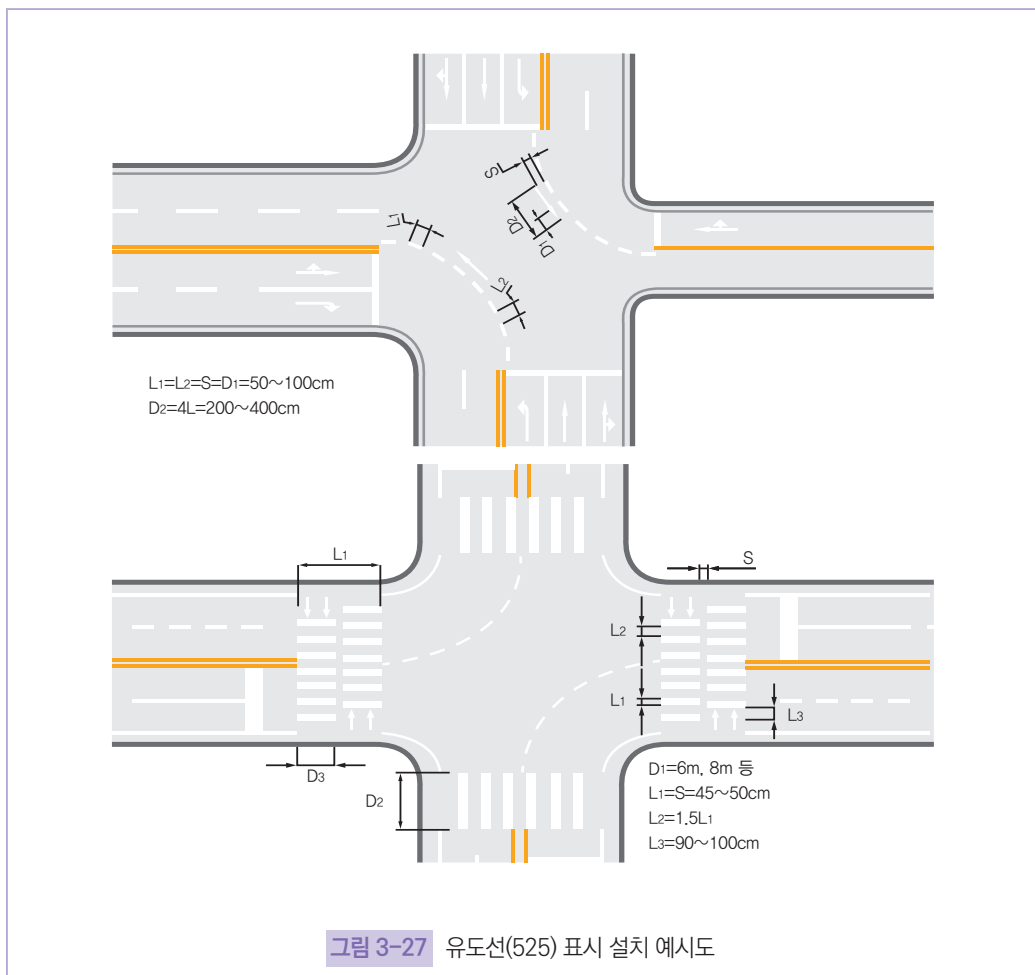 S
D2
D1
L1
L2
L1=L2=S=D1=50~100cm
D2=4L=200~400cm
L1
S
L2
L1
L3
D3
D2
D1=6m, 8m 등
L1=S=45~50cm
L2=1.5L1
L3=90~100cm
그림 3-27 유도선(525) 표시 설치 예시도